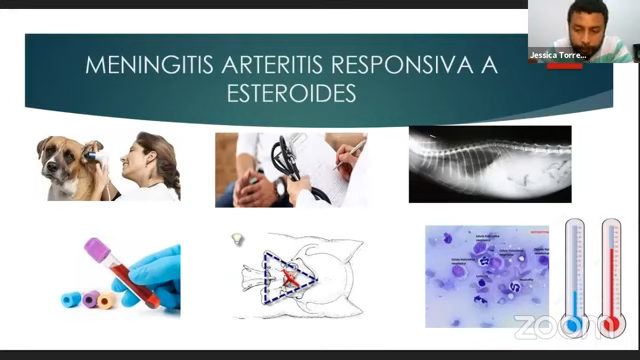 Jessica Torre...
MENINGITIS ARTERITIS RESPONSIVA A
ESTEROIDES
zoom